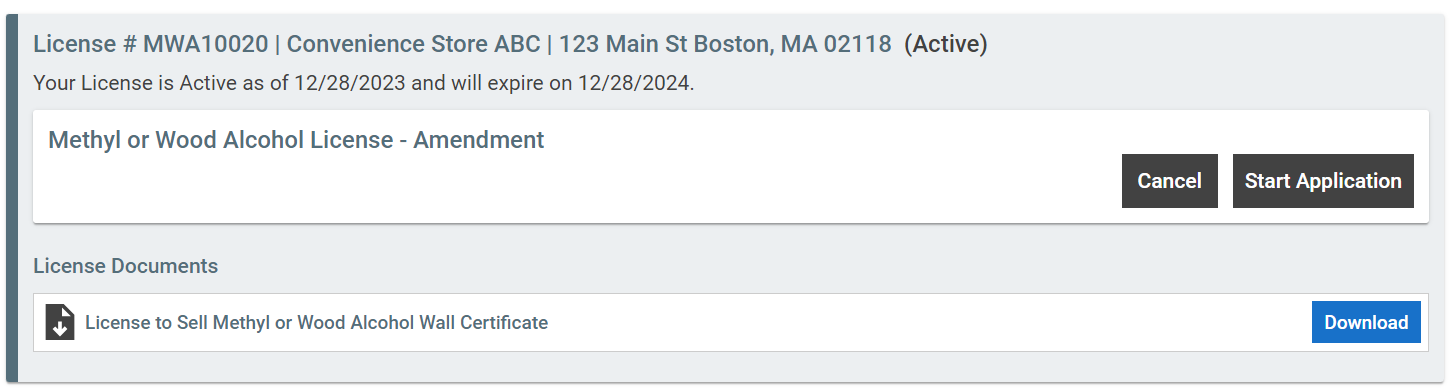 License # MWA10020 | Convenience Store ABC | 123 Main St Boston, MA 02118 (Active)
Your License is Active as of 12/28/2023 and will expire on 12/28/2024.
Methyl or Wood Alcohol License - Amendment
Cancel Start Application
License Documents
License to Sell Methyl or Wood Alcohol Wall Certificate Download